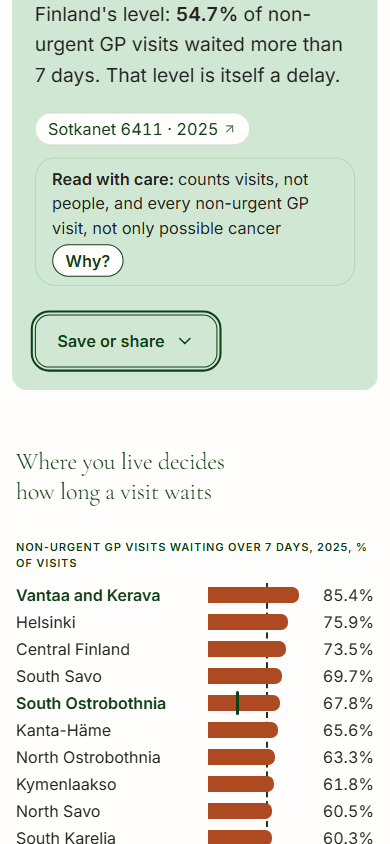 Finland's level: 54.7% of non-
urgent GP visits waited more than
7 days. That level is itself a delay.
Sotkanet 6411 · 2025 ↗
Read with care: counts visits, not
people, and every non-urgent GP
visit, not only possible cancer
Why?
Save or share
Where you live decides
how long a visit waits
NON-URGENT GP VISITS WAITING OVER 7 DAYS, 2025, %
OF VISITS
Vantaa and Kerava 85.4%
Helsinki 75.9%
Central Finland 73.5%
South Savo 69.7%
South Ostrobothnia 67.8%
Kanta-Häme 65.6%
North Ostrobothnia 63.3%
Kymenlaakso 61.8%
North Savo 60.5%
South Karelia 60.3%